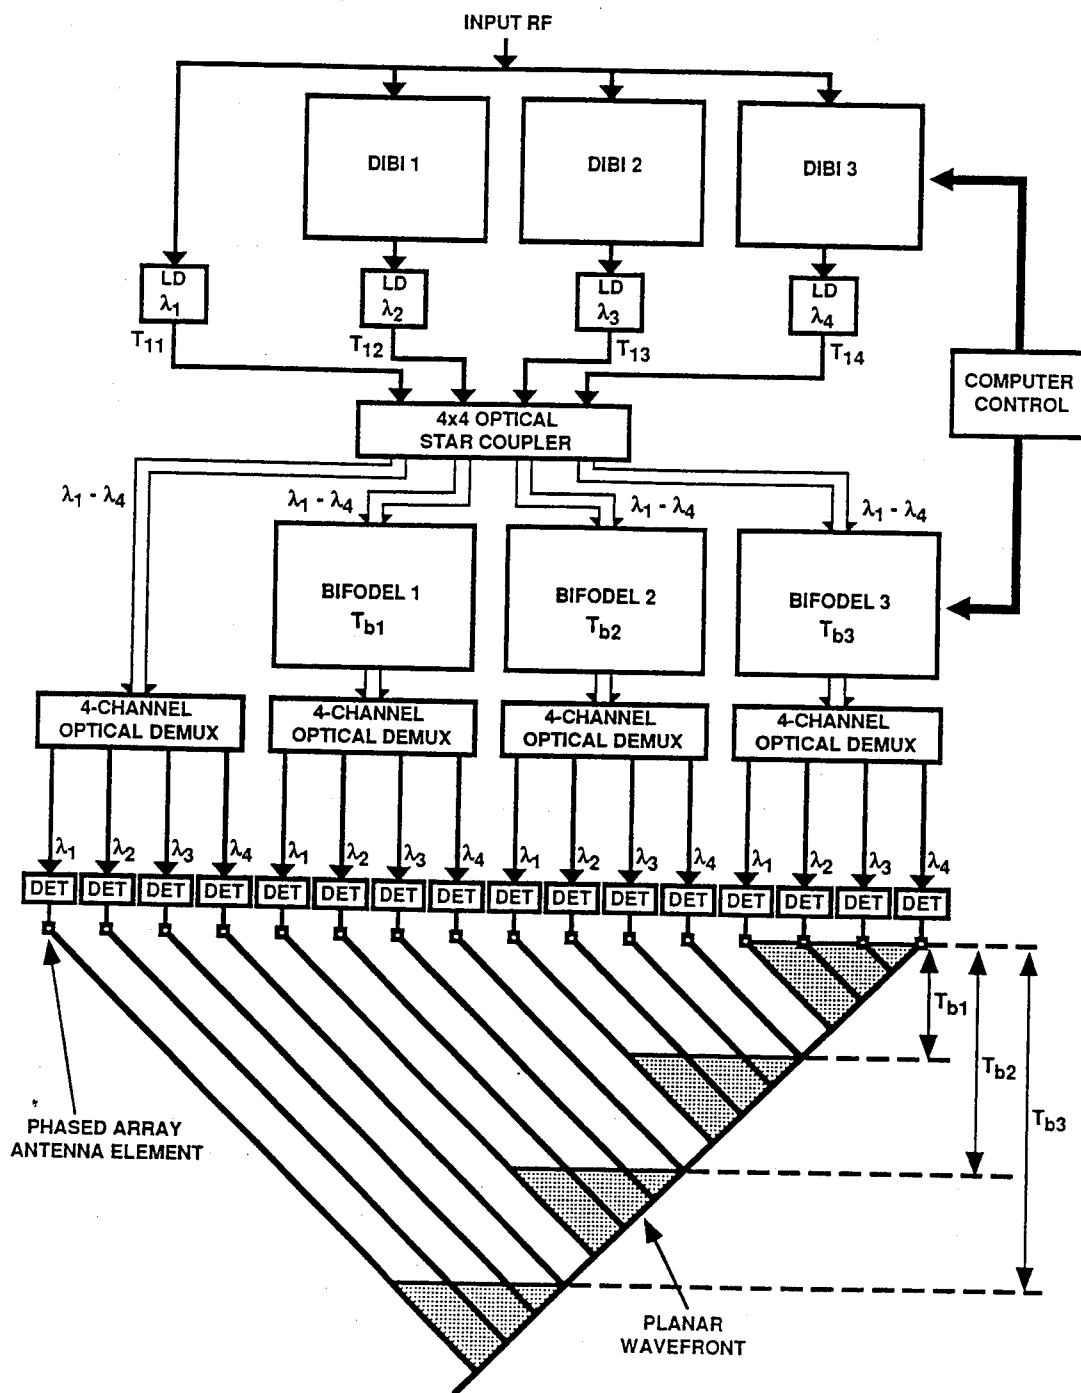 INPUT RF
DIBI 1
DIBI 2
DIBI 3
LD
λ1
LD
λ2
LD
λ3
LD
λ4
T11
T12
T13
T14
COMPUTER
CONTROL
4x4 OPTICAL
STAR COUPLER
λ1 - λ4
λ1 - λ4
λ1 - λ4
λ1 - λ4
BIFODEL 1
Tb1
BIFODEL 2
Tb2
BIFODEL 3
Tb3
4-CHANNEL
OPTICAL DEMUX
4-CHANNEL
OPTICAL DEMUX
4-CHANNEL
OPTICAL DEMUX
4-CHANNEL
OPTICAL DEMUX
λ1 λ2 λ3 λ4 λ1 λ2 λ3 λ4 λ1 λ2 λ3 λ4 λ1 λ2 λ3 λ4
DET DET DET DET DET DET DET DET DET DET DET DET DET DET DET DET
Tb1
Tb2
Tb3
PHASED ARRAY
ANTENNA ELEMENT
PLANAR
WAVEFRONT